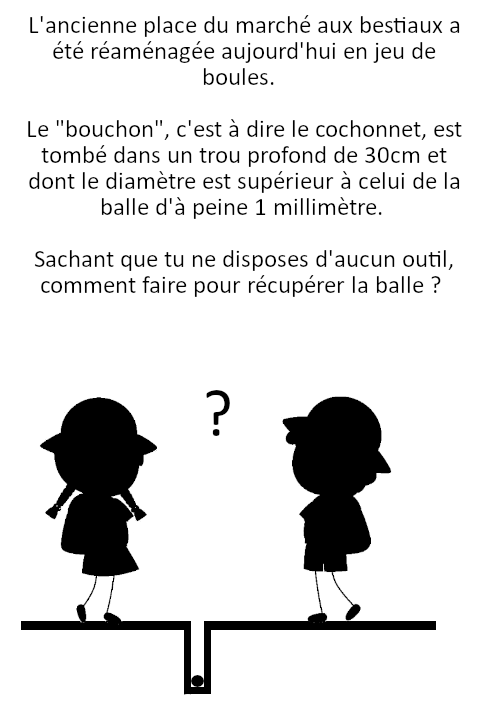 L'ancienne place du marché aux bestiaux a
été réaménagée aujourd'hui en jeu de
boules.
Le "bouchon", c'est à dire le cochonnet, est
tombé dans un trou profond de 30cm et
dont le diamètre est supérieur à celui de la
balle d'à peine 1 millimètre.
Sachant que tu ne disposes d'aucun outil,
comment faire pour récupérer la balle ?
?